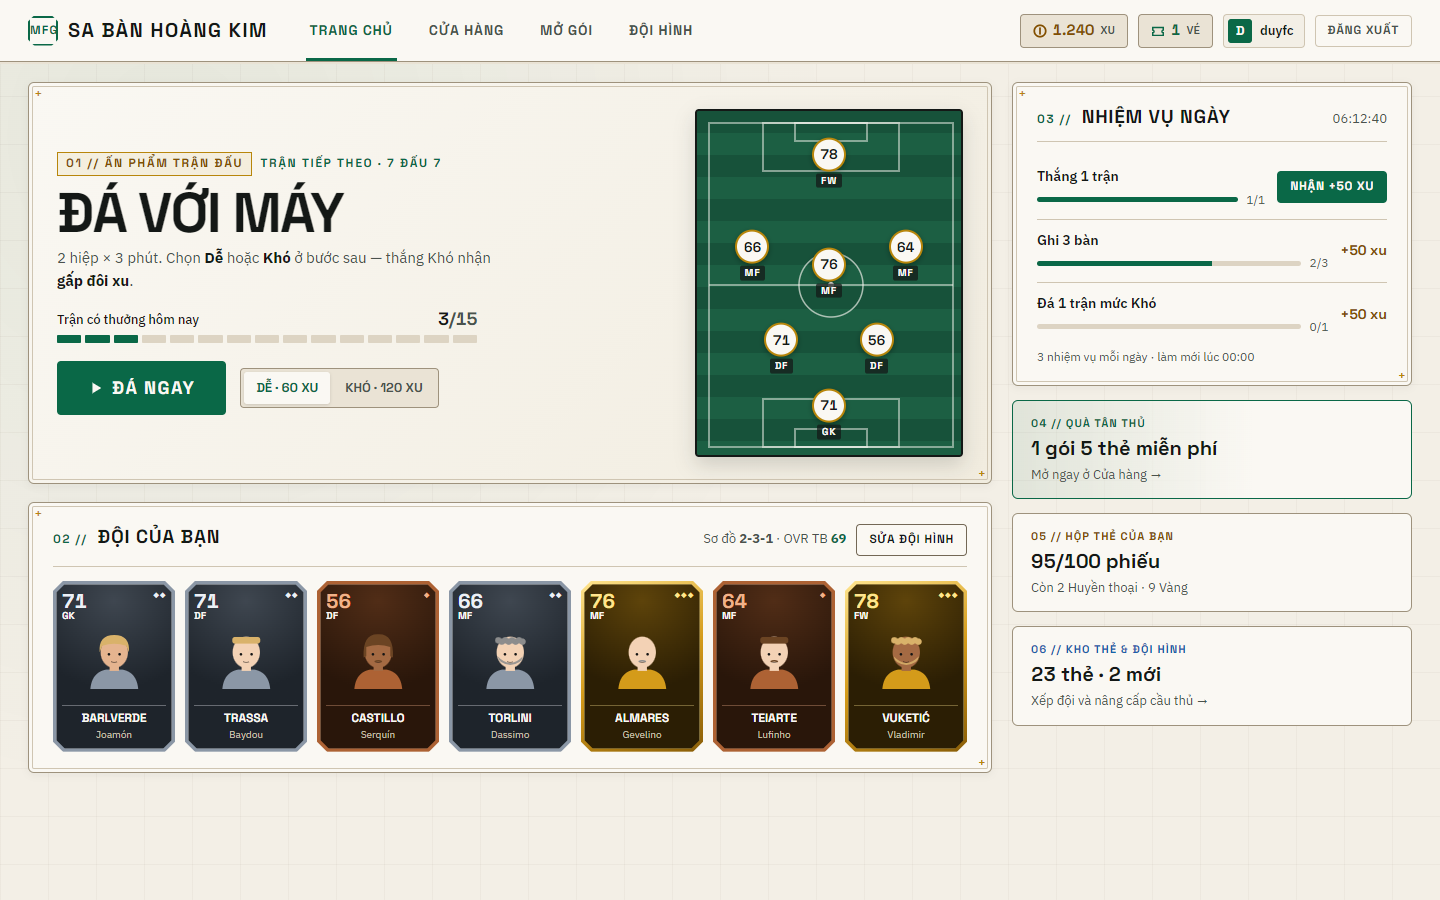 MFG SA BÀN HOÀNG KIM
TRANG CHỦ
CỬA HÀNG
MỞ GÓI
ĐỘI HÌNH
1.240 XU
1 VÉ
D duyfc
ĐĂNG XUẤT
01 // ẤN PHẨM TRẬN ĐẤU TRẬN TIẾP THEO · 7 ĐẤU 7
ĐÁ VỚI MÁY
2 hiệp × 3 phút. Chọn Dễ hoặc Khó ở bước sau — thắng Khó nhận
gấp đôi xu.
Trận có thưởng hôm nay 3/15
ĐÁ NGAY
DỄ · 60 XU
KHÓ · 120 XU
78
FW
66
MF
76
MF
64
MF
71
DF
56
DF
71
GK
02 // ĐỘI CỦA BẠN
Sơ đồ 2-3-1 · OVR TB 69
SỬA ĐỘI HÌNH
71
GK
BARLVERDE
Joamón
71
DF
TRASSA
Baydou
56
DF
CASTILLO
Serquín
66
MF
TORLINI
Dassimo
76
MF
ALMARES
Gevelino
64
MF
TEIARTE
Lufinho
78
FW
VUKETIĆ
Vladimir
03 // NHIỆM VỤ NGÀY 06:12:40
Thắng 1 trận
1/1
NHẬN +50 XU
Ghi 3 bàn
2/3
+50 xu
Đá 1 trận mức Khó
0/1
+50 xu
3 nhiệm vụ mỗi ngày · làm mới lúc 00:00
04 // QUÀ TÂN THỦ
1 gói 5 thẻ miễn phí
Mở ngay ở Cửa hàng →
05 // HỘP THẺ CỦA BẠN
95/100 phiếu
Còn 2 Huyền thoại · 9 Vàng
06 // KHO THẺ & ĐỘI HÌNH
23 thẻ · 2 mới
Xếp đội và nâng cấp cầu thủ →